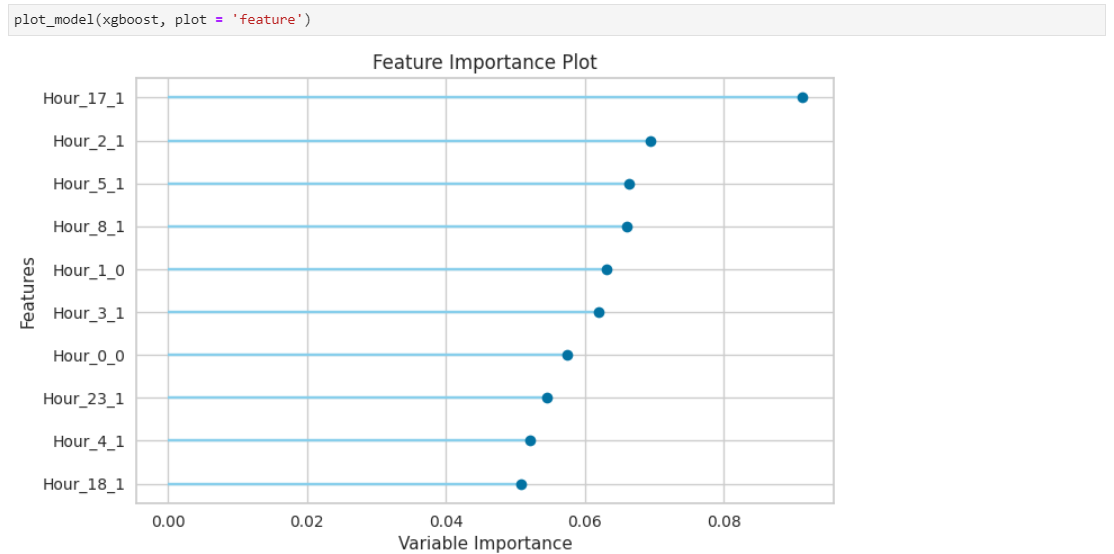 plot_model(xgboost, plot = 'feature')
Feature Importance Plot
Hour_17_1
Hour_2_1
Hour_5_1
Hour_8_1
Hour_1_0
Hour_3_1
Hour_0_0
Hour_23_1
Hour_4_1
Hour_18_1
Features
0.00 0.02 0.04 0.06 0.08
Variable Importance